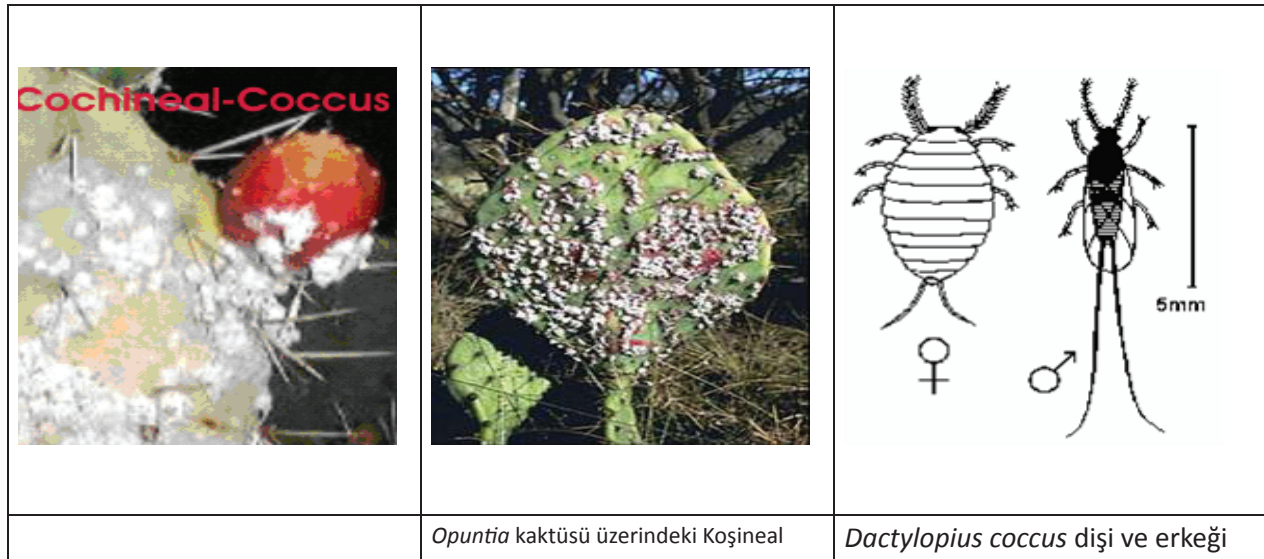 Cochineal-Coccus
5mm
♀
♂
Opuntia kaktüsü üzerindeki Koşineal
Dactylopius coccus dişi ve erkeği